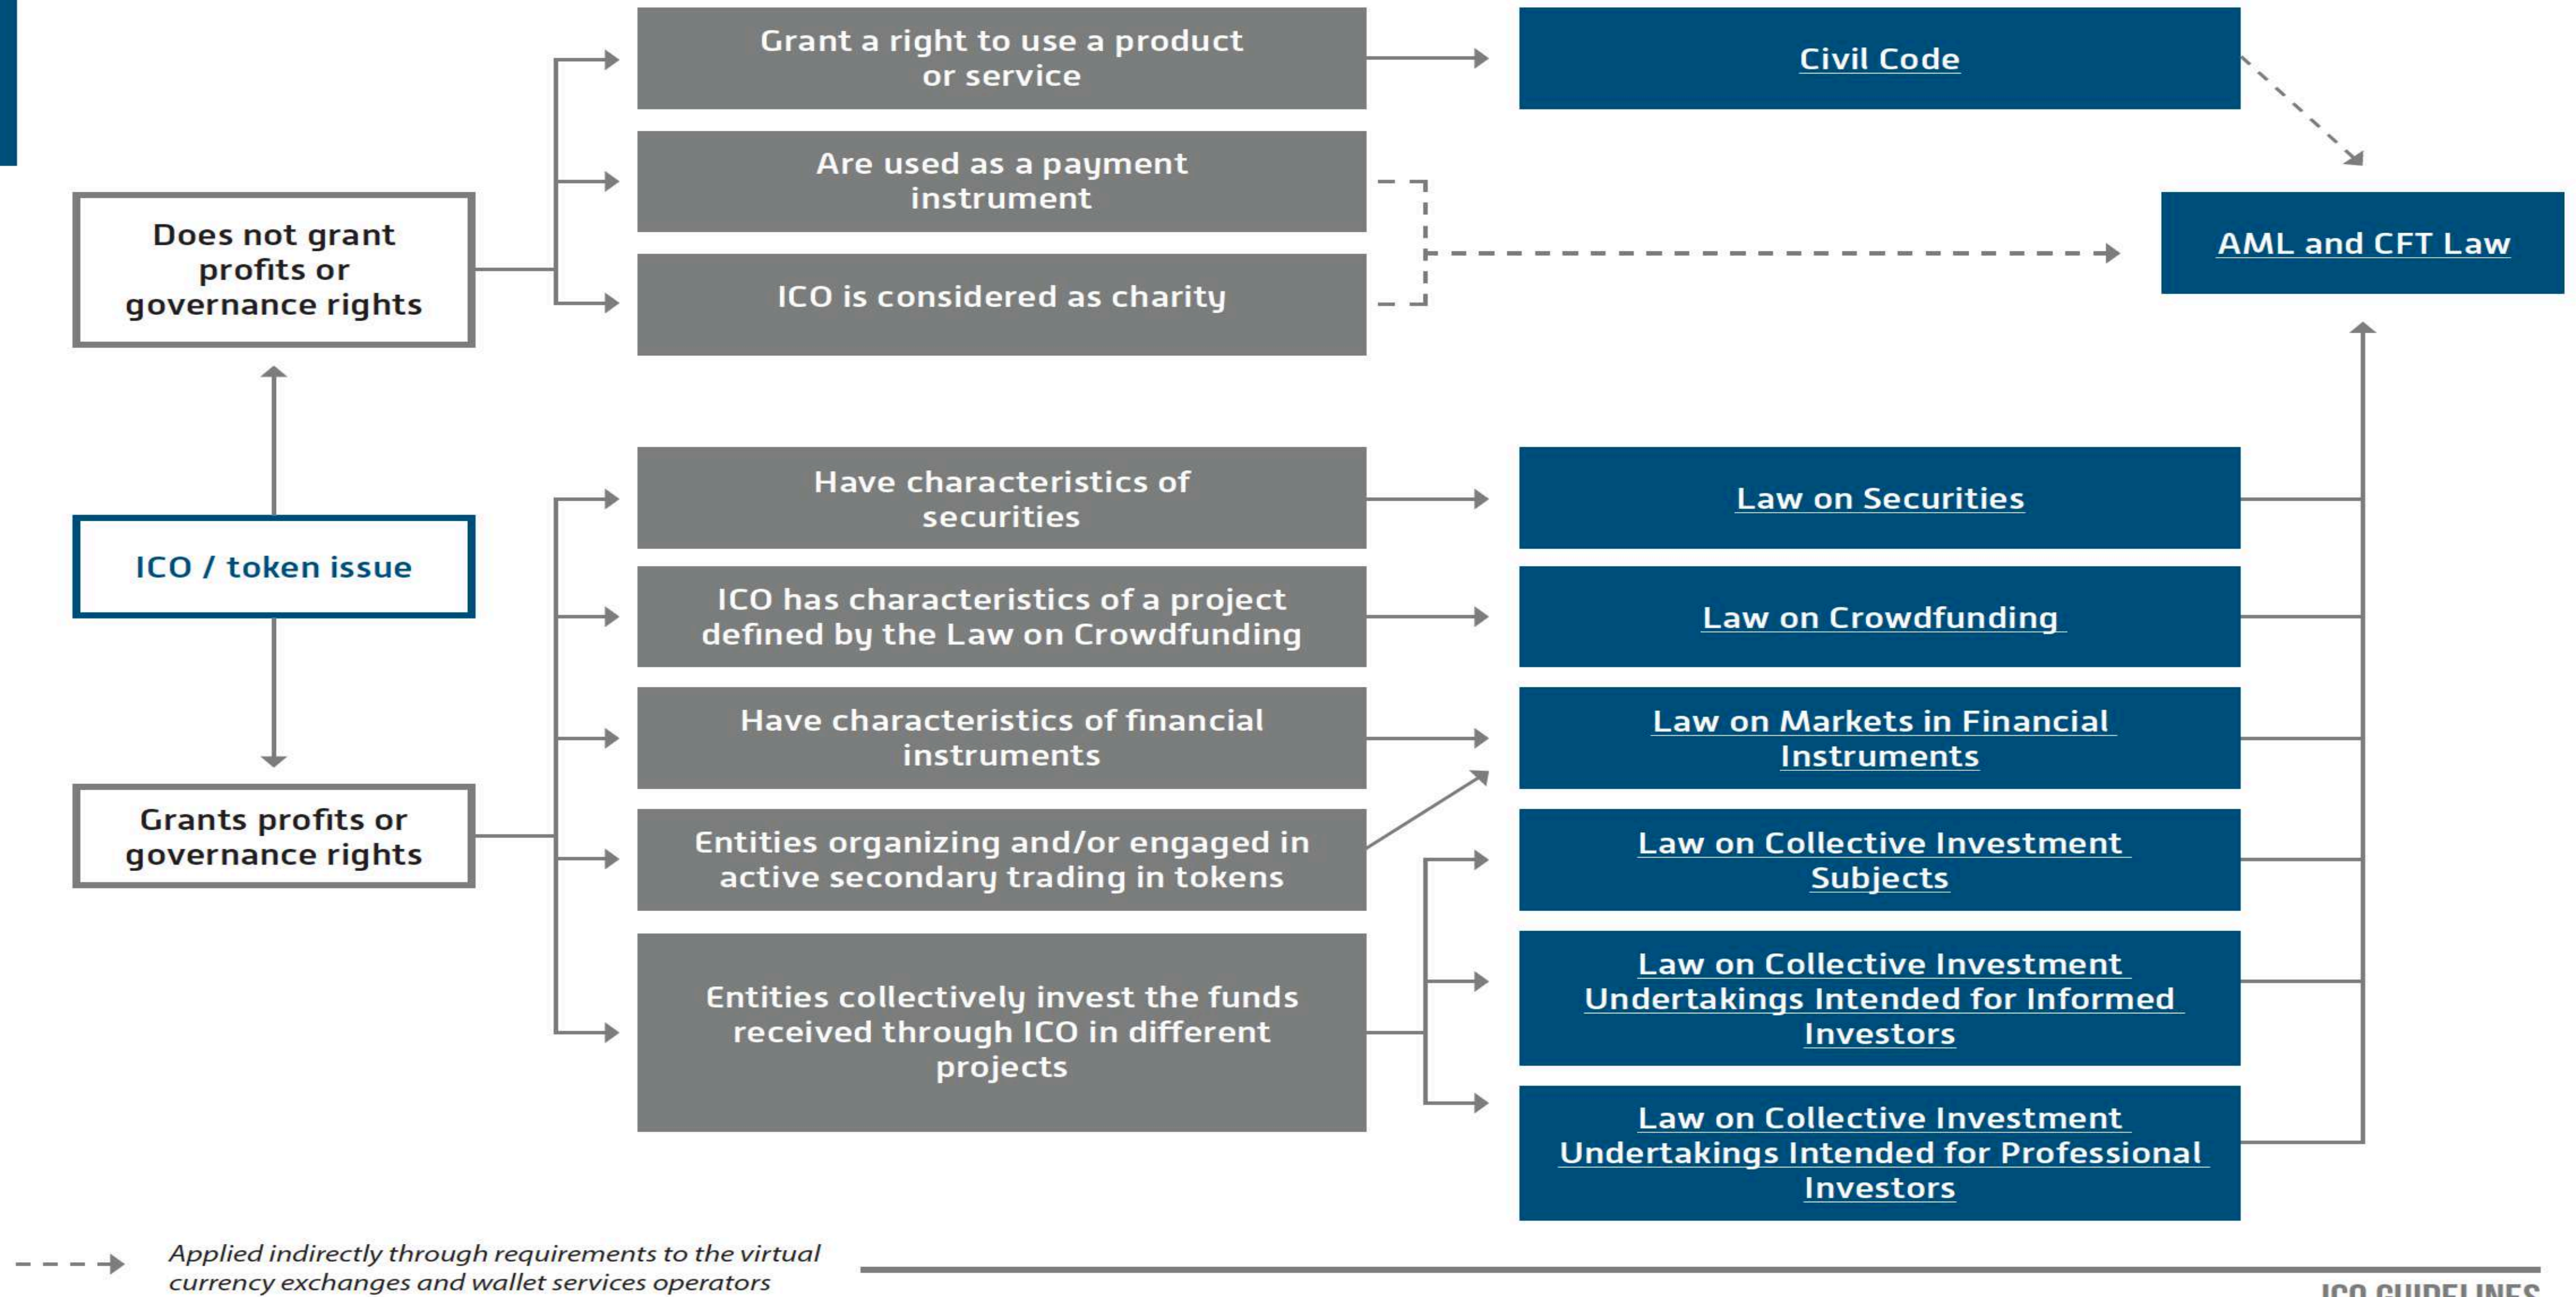 Grant a right to use a product
or service
Civil Code
Are used as a payment
instrument
Does not grant
profits or
governance rights
AML and CFT Law
ICO is considered as charity
Have characteristics of
securities
Law on Securities
ICO / token issue
ICO has characteristics of a project
defined by the Law on Crowdfunding
Law on Crowdfunding
Have characteristics of financial
instruments
Law on Markets in Financial
Instruments
Grants profits or
governance rights
Entities organizing and/or engaged in
active secondary trading in tokens
Law on Collective Investment
Subjects
Entities collectively invest the funds
received through ICO in different
projects
Law on Collective Investment
Undertakings Intended for Informed
Investors
Law on Collective Investment
Undertakings Intended for Professional
Investors
Applied indirectly through requirements to the virtual
currency exchanges and wallet services operators
ICO GUIDELINES